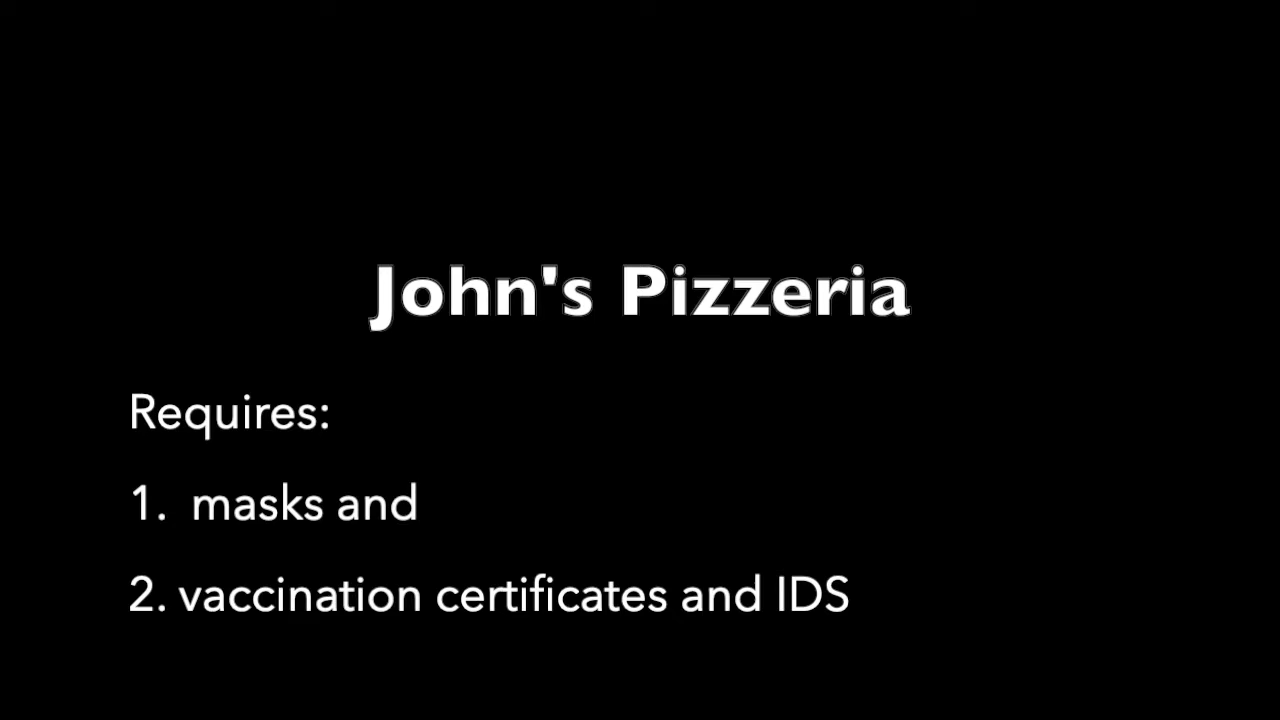 John's Pizzeria
Requires:
1. masks and
2. vaccination certificates and IDS